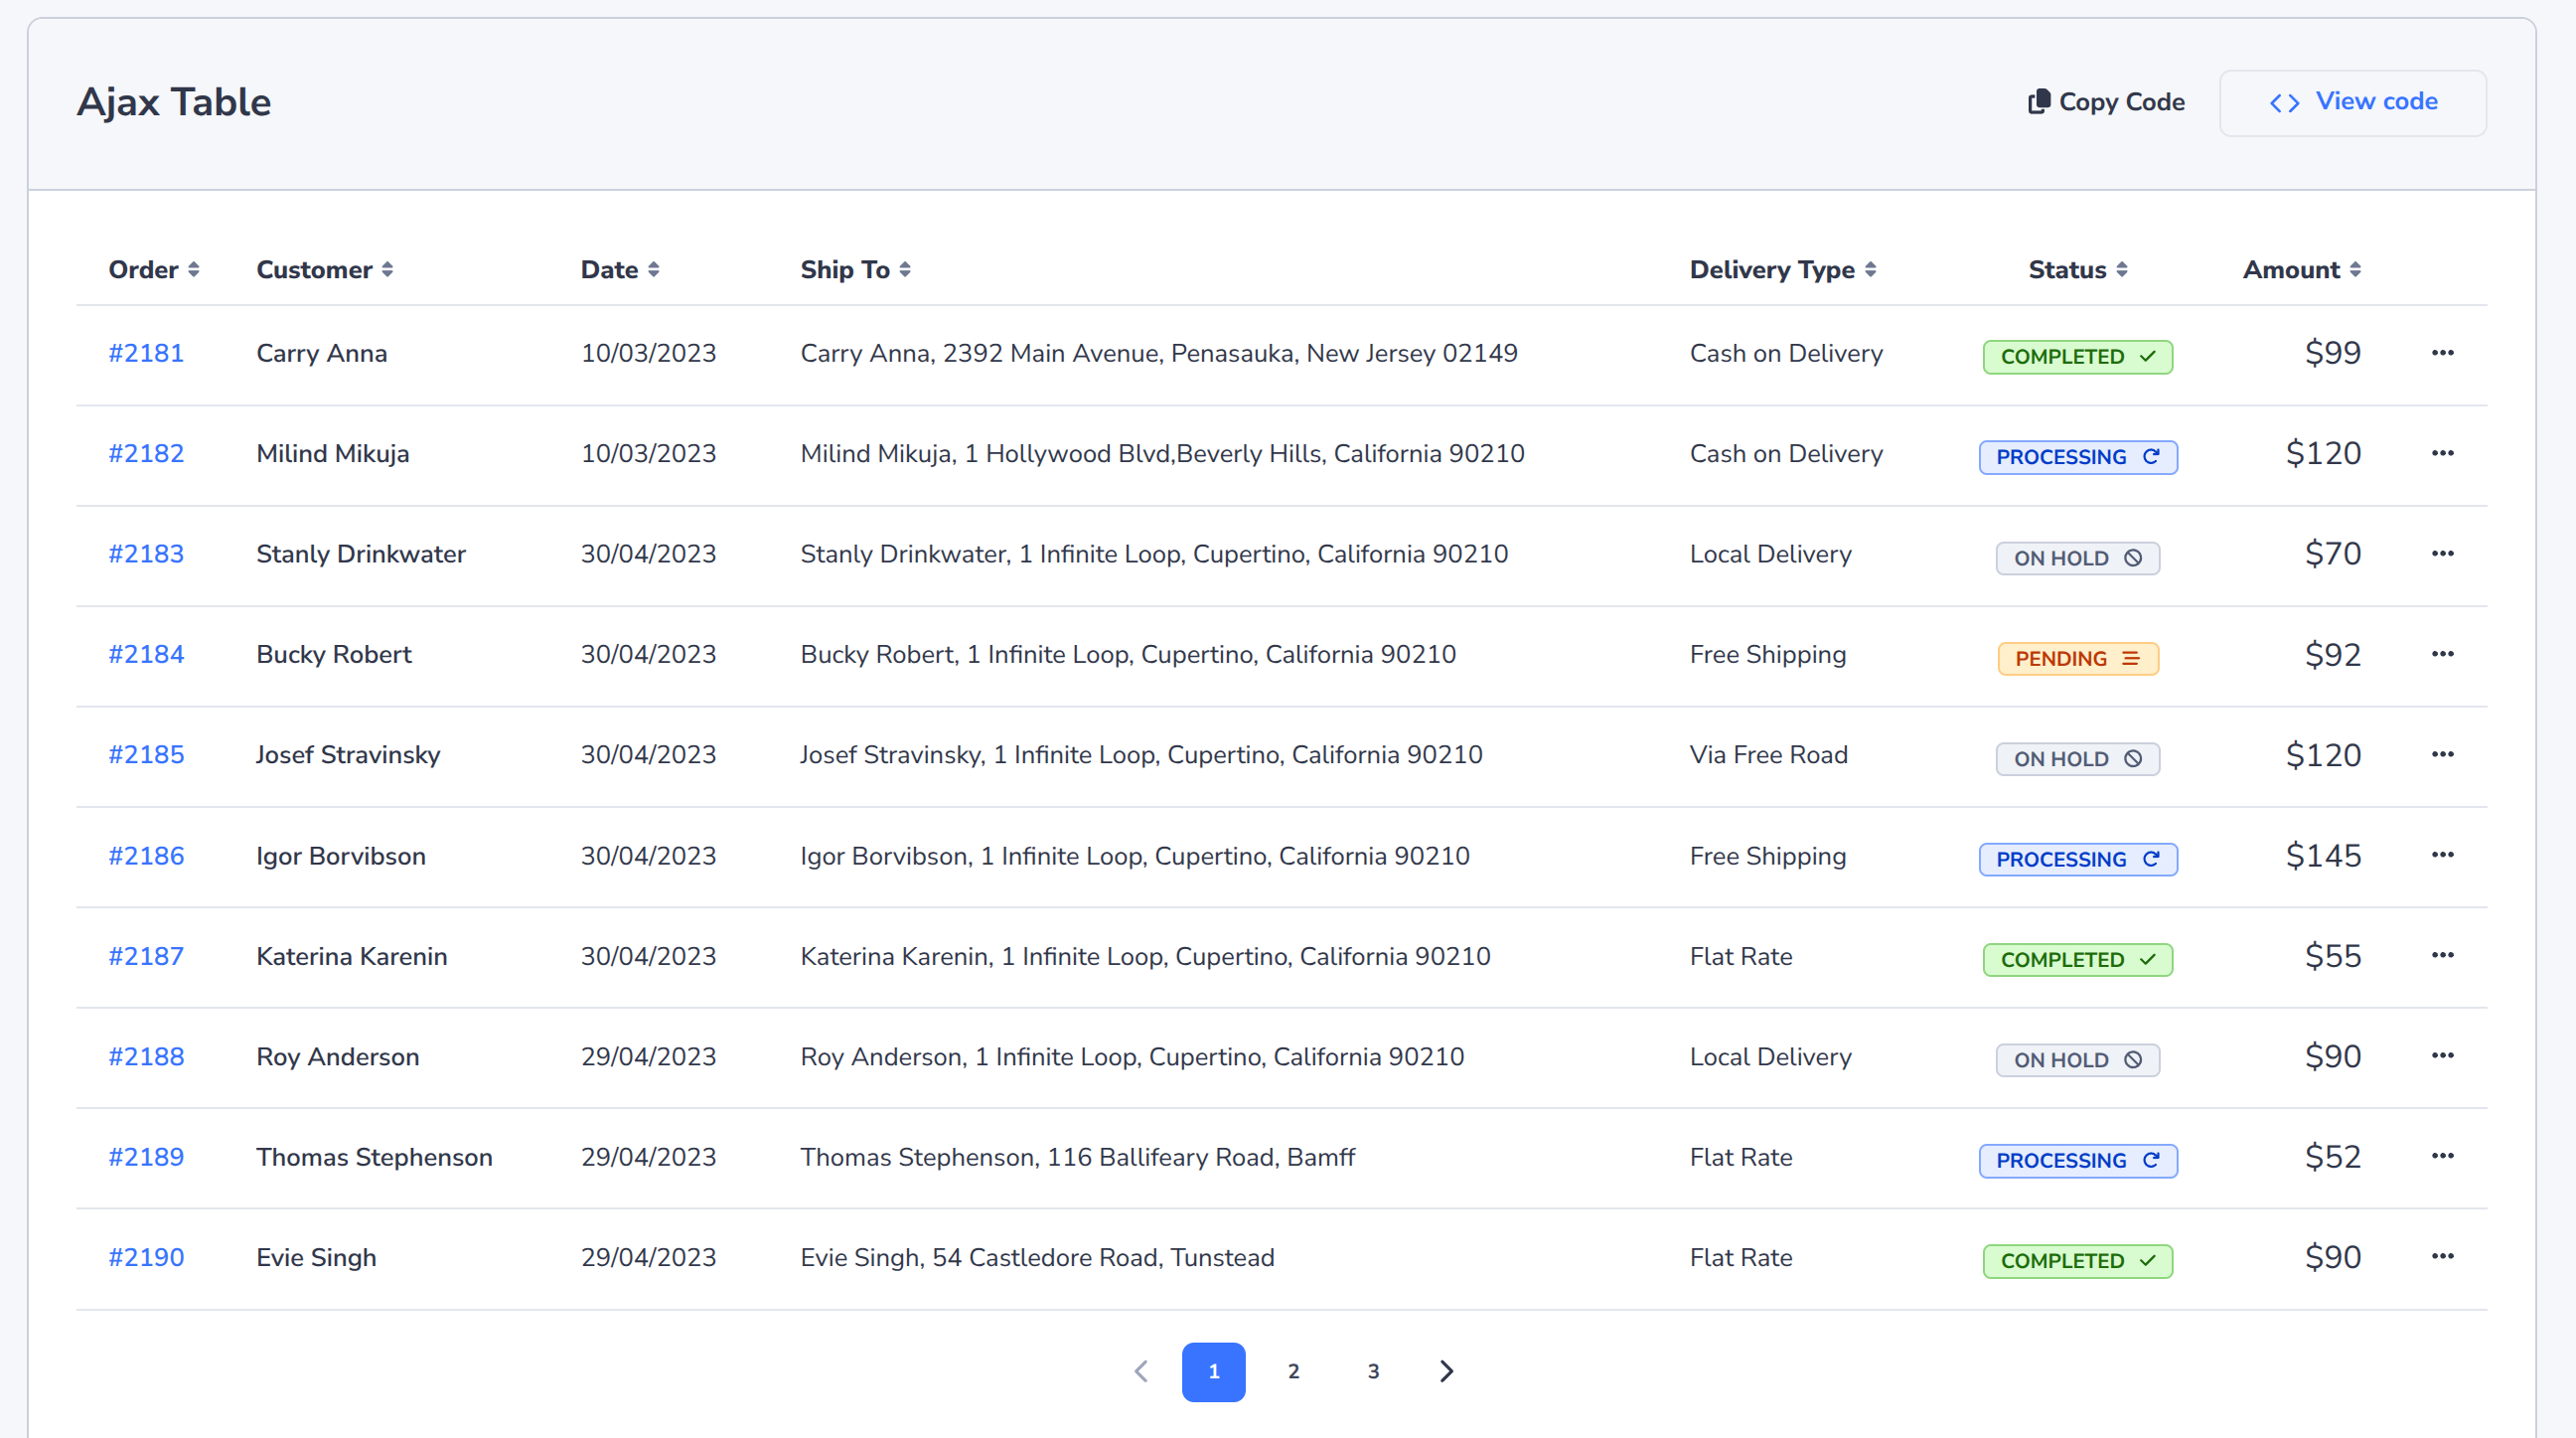 Ajax Table Copy Code View code
Order Customer Date Ship To Delivery Type Status Amount
#2181 Carry Anna 10/03/2023 Carry Anna, 2392 Main Avenue, Penasauka, New Jersey 02149 Cash on Delivery COMPLETED $99
#2182 Milind Mikuja 10/03/2023 Milind Mikuja, 1 Hollywood Blvd,Beverly Hills, California 90210 Cash on Delivery PROCESSING $120
#2183 Stanly Drinkwater 30/04/2023 Stanly Drinkwater, 1 Infinite Loop, Cupertino, California 90210 Local Delivery ON HOLD $70
#2184 Bucky Robert 30/04/2023 Bucky Robert, 1 Infinite Loop, Cupertino, California 90210 Free Shipping PENDING $92
#2185 Josef Stravinsky 30/04/2023 Josef Stravinsky, 1 Infinite Loop, Cupertino, California 90210 Via Free Road ON HOLD $120
#2186 Igor Borvibson 30/04/2023 Igor Borvibson, 1 Infinite Loop, Cupertino, California 90210 Free Shipping PROCESSING $145
#2187 Katerina Karenin 30/04/2023 Katerina Karenin, 1 Infinite Loop, Cupertino, California 90210 Flat Rate COMPLETED $55
#2188 Roy Anderson 29/04/2023 Roy Anderson, 1 Infinite Loop, Cupertino, California 90210 Local Delivery ON HOLD $90
#2189 Thomas Stephenson 29/04/2023 Thomas Stephenson, 116 Ballifeary Road, Bamff Flat Rate PROCESSING $52
#2190 Evie Singh 29/04/2023 Evie Singh, 54 Castledore Road, Tunstead Flat Rate COMPLETED $90
1 2 3